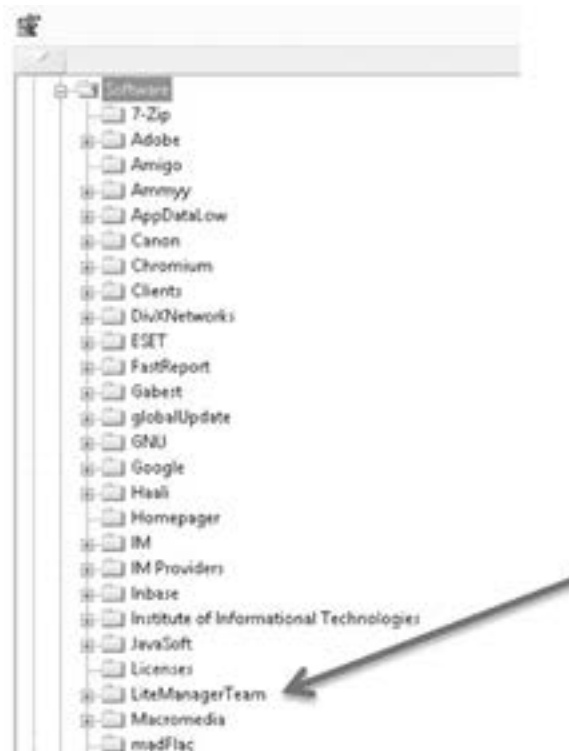 Software
7-Zip
Adobe
Amigo
Ammyy
AppDataLow
Canon
Chromium
Clients
DivXNetworks
ESET
FastReport
Gabest
globalUpdate
GNU
Google
Haali
Homepager
IM
IM Providers
Inbase
Institute of Informational Technologies
JavaSoft
Licenses
LiteManagerTeam
Macromedia
madFlac